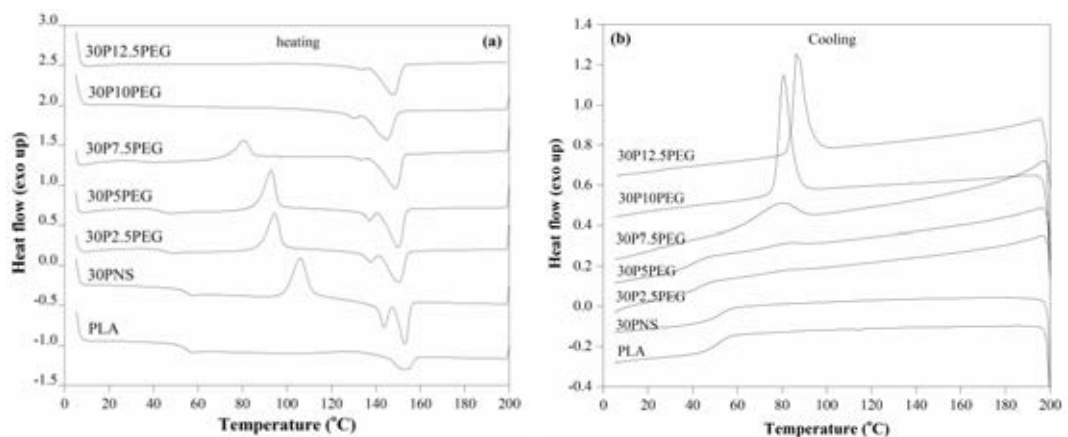 3.0
heating
(a)
30P12.5PEG
2.5
30P10PEG
2.0
30P7.5PEG
1.5
30P5PEG
1.0
30P2.5PEG
0.5
30PNS
0.0
-0.5
PLA
-1.0
-1.5
0 20 40 60 80 100 120 140 160 180 200
Temperature (°C)
Heat flow (exo up)
1.4
(b)
Cooling
1.2
1.0
0.8
30P12.5PEG
0.6
30P10PEG
0.4
30P7.5PEG
0.2
30P5PEG
30P2.5PEG
0.0
30PNS
-0.2
PLA
-0.4
0 20 40 60 80 100 120 140 160 180 200
Temperature (°C)
Heat flow (exo up)